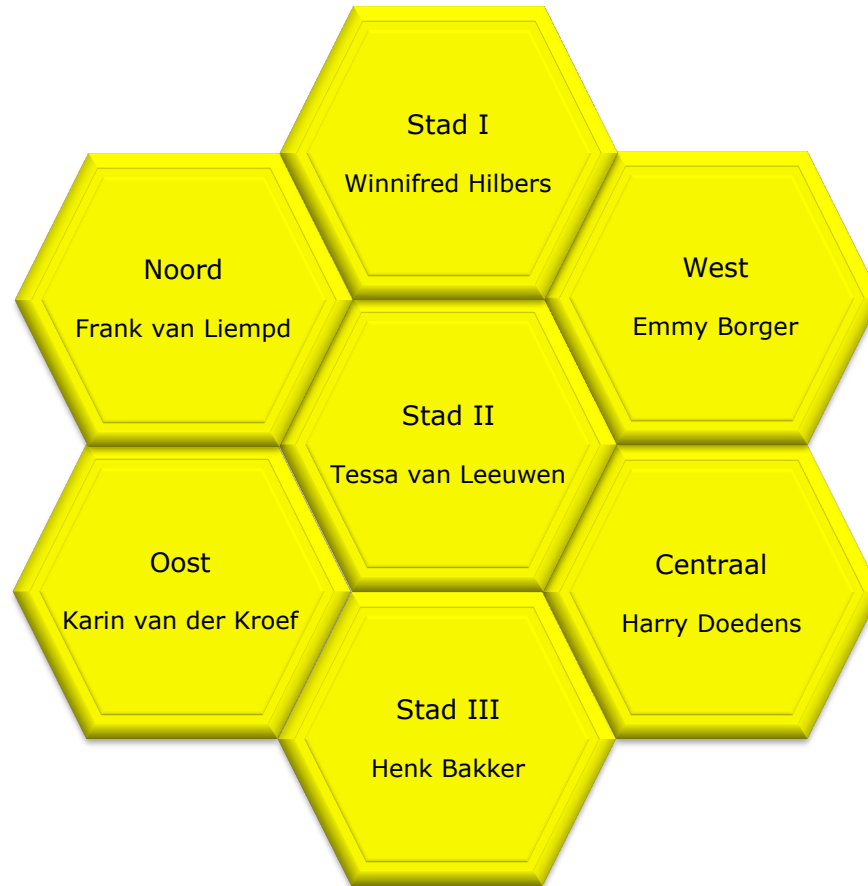 Stad I
Winnifred Hilbers
Noord
Frank van Liempd
West
Emmy Borger
Stad II
Tessa van Leeuwen
Oost
Karin van der Kroef
Centraal
Harry Doedens
Stad III
Henk Bakker